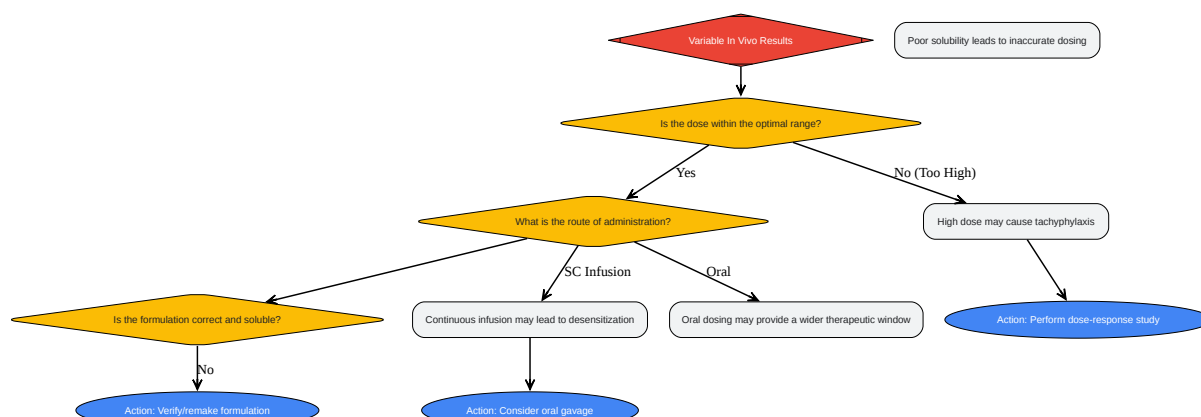 Variable In Vivo Results
Poor solubility leads to inaccurate dosing
Is the dose within the optimal range?
Yes
No (Too High)
What is the route of administration?
High dose may cause tachyphylaxis
SC Infusion
Oral
Is the formulation correct and soluble?
Continuous infusion may lead to desensitization
Oral dosing may provide a wider therapeutic window
Action: Perform dose-response study
No
Action: Verify/remake formulation
Action: Consider oral gavage